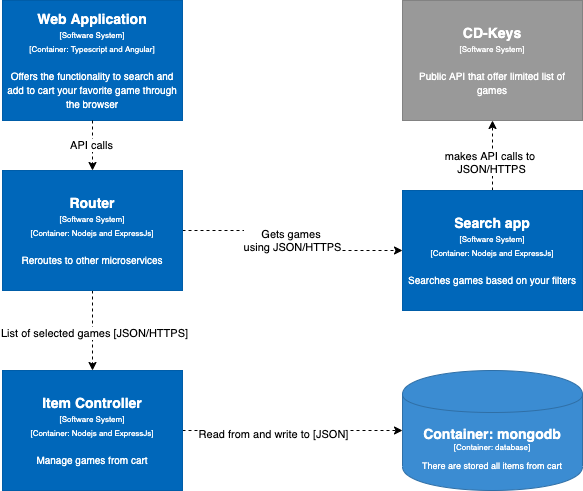 Web Application
[Software System]
[Container: Typescript and Angular]
Offers the functionality to search and
add to cart your favorite game through
the browser
CD-Keys
[Software System]
Public API that offer limited list of
games
API calls
makes API calls to
JSON/HTTPS
Router
[Software System]
[Container: Nodejs and ExpressJs]
Reroutes to other microservices
Gets games
using JSON/HTTPS
Search app
[Software System]
[Container: Nodejs and ExpressJs]
Searches games based on your filters
List of selected games [JSON/HTTPS]
Item Controller
[Software System]
[Container: Nodejs and ExpressJs]
Manage games from cart
Read from and write to [JSON]
Container: mongodb
[Container: database]
There are stored all items from cart